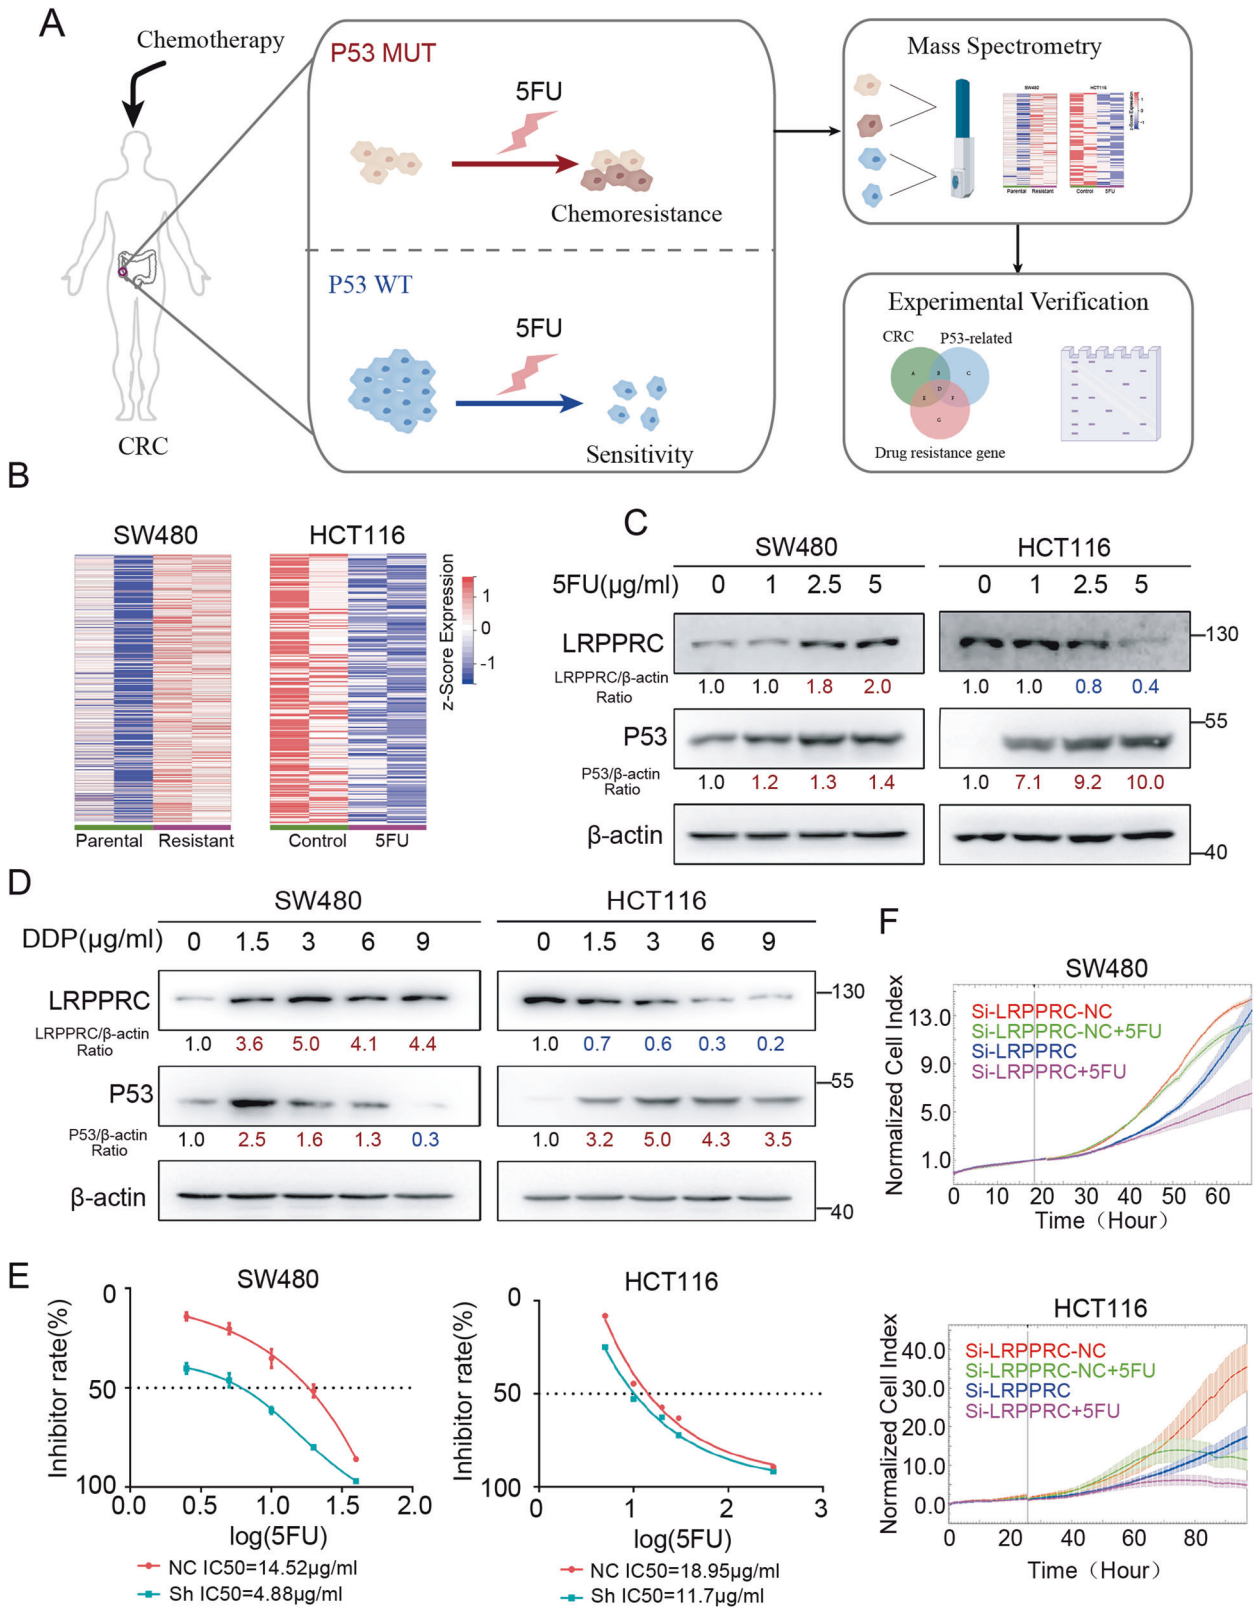 A
Chemotherapy
CRC
P53 MUT
5FU
Chemoresistance
P53 WT
5FU
Sensitivity
Mass Spectrometry
SW480
HCT116
Parental Resistant
Control 5FU
z-Score Expression
1
0
-1
Experimental Verification
CRC P53-related
A B C
D
E F
G
Drug resistance gene
B
SW480 HCT116
Parental Resistant
Control 5FU
z-Score Expression
1
0
-1
C
SW480 HCT116
5FU(μg/ml) 0 1 2.5 5 0 1 2.5 5
LRPPRC
130
LRPPRC/β-actin Ratio
1.0 1.0 1.8 2.0 1.0 1.0 0.8 0.4
P53
55
P53/β-actin Ratio
1.0 1.2 1.3 1.4 1.0 7.1 9.2 10.0
β-actin
40
D
SW480 HCT116
DDP(μg/ml) 0 1.5 3 6 9 0 1.5 3 6 9
LRPPRC
130
LRPPRC/β-actin Ratio
1.0 3.6 5.0 4.1 4.4 1.0 0.7 0.6 0.3 0.2
P53
55
P53/β-actin Ratio
1.0 2.5 1.6 1.3 0.3 1.0 3.2 5.0 4.3 3.5
β-actin
40
E
SW480
Inhibitor rate(%)
0
50
100
0.0 0.5 1.0 1.5 2.0
log(5FU)
NC IC50=14.52μg/ml
Sh IC50=4.88μg/ml
HCT116
Inhibitor rate(%)
0
50
100
0 1 2 3
log(5FU)
NC IC50=18.95μg/ml
Sh IC50=11.7μg/ml
F
SW480
Normalized Cell Index
13.0
9.0
5.0
1.0
Si-LRPPRC-NC
Si-LRPPRC-NC+5FU
Si-LRPPRC
Si-LRPPRC+5FU
0 10 20 30 40 50 60
Time（Hour）
HCT116
Normalized Cell Index
40.0
30.0
20.0
10.0
0.0
Si-LRPPRC-NC
Si-LRPPRC-NC+5FU
Si-LRPPRC
Si-LRPPRC+5FU
0 20 40 60 80
Time（Hour）